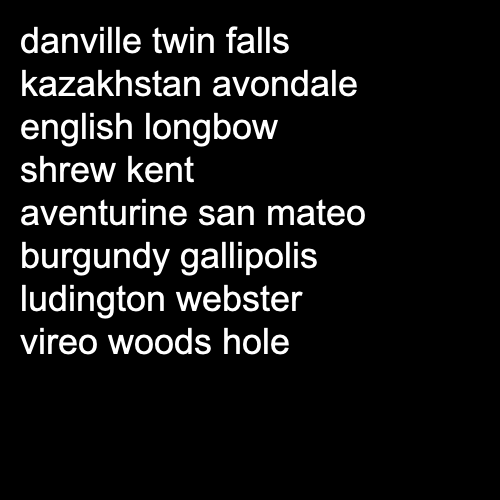 danville twin falls
kazakhstan avondale
english longbow
shrew kent
aventurine san mateo
burgundy gallipolis
ludington webster
vireo woods hole